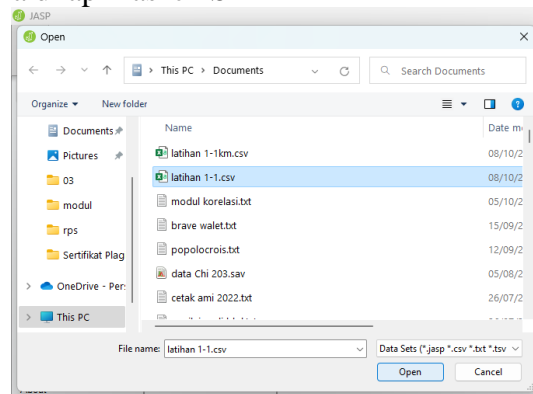 JASP
Open
This PC > Documents
Search Documents
Organize
New folder
Documents
Pictures
03
modul
rps
Sertifikat Plag
OneDrive - Per
This PC
Name
Date m
latihan 1-1km.csv
08/10/2
latihan 1-1.csv
08/10/2
modul korelasi.txt
05/10/2
brave walet.txt
15/09/2
popolocrois.txt
12/09/2
data Chi 203.sav
05/08/2
cetak ami 2022.txt
26/07/2
File name:
latihan 1-1.csv
Data Sets (*.jasp *.csv *.txt *.tsv
Open
Cancel